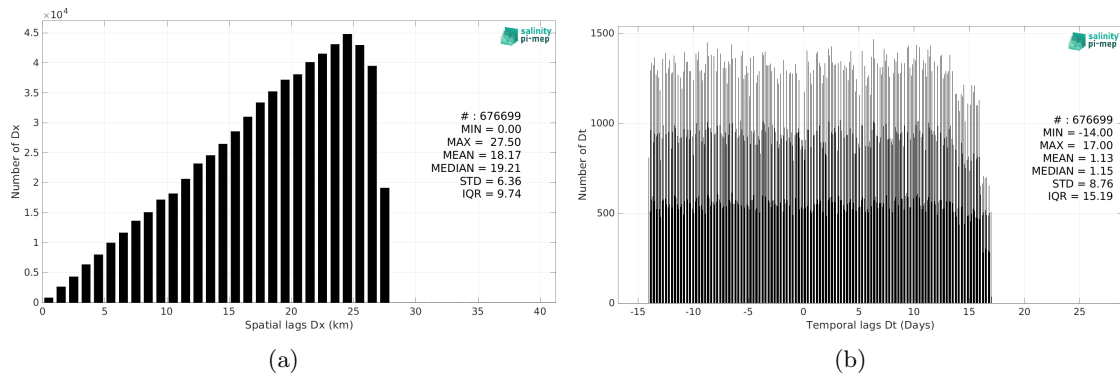 ×10⁴
4.5
4
3.5
3
2.5
2
1.5
1
0.5
0
Number of Dx
salinity
pi-mep
# : 676699
MIN = 0.00
MAX = 27.50
MEAN = 18.17
MEDIAN = 19.21
STD = 6.36
IQR = 9.74
0 5 10 15 20 25 30 35 40
Spatial lags Dx (km)
(a)
1500
1000
500
0
Number of Dt
salinity
pi-mep
# : 676699
MIN = -14.00
MAX = 17.00
MEAN = 1.13
MEDIAN = 1.15
STD = 8.76
IQR = 15.19
-15 -10 -5 0 5 10 15 20 25
Temporal lags Dt (Days)
(b)